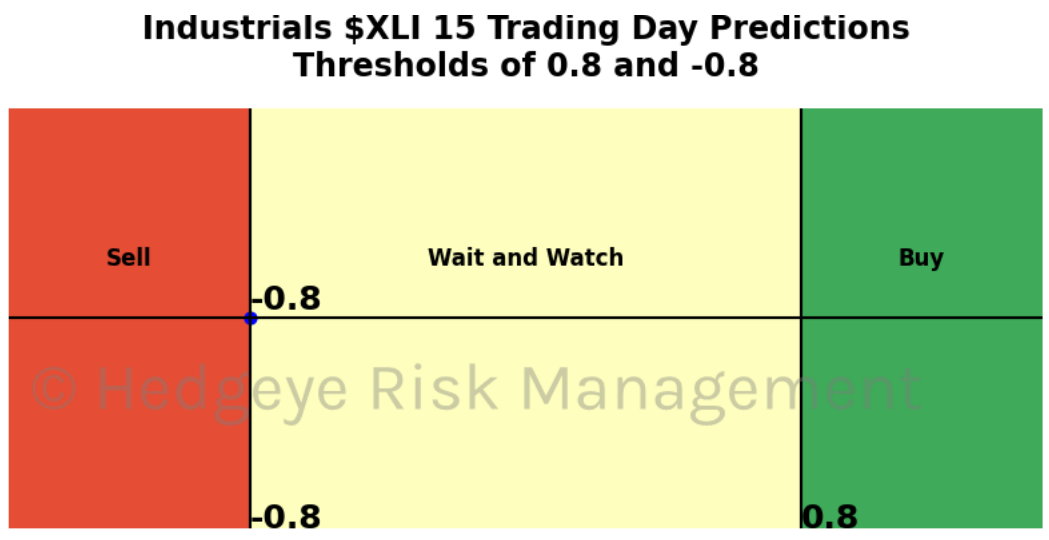 Industrials $XLI 15 Trading Day Predictions
Thresholds of 0.8 and -0.8
Sell
Wait and Watch
Buy
-0.8
© Hedgeye Risk Management
-0.8
0.8